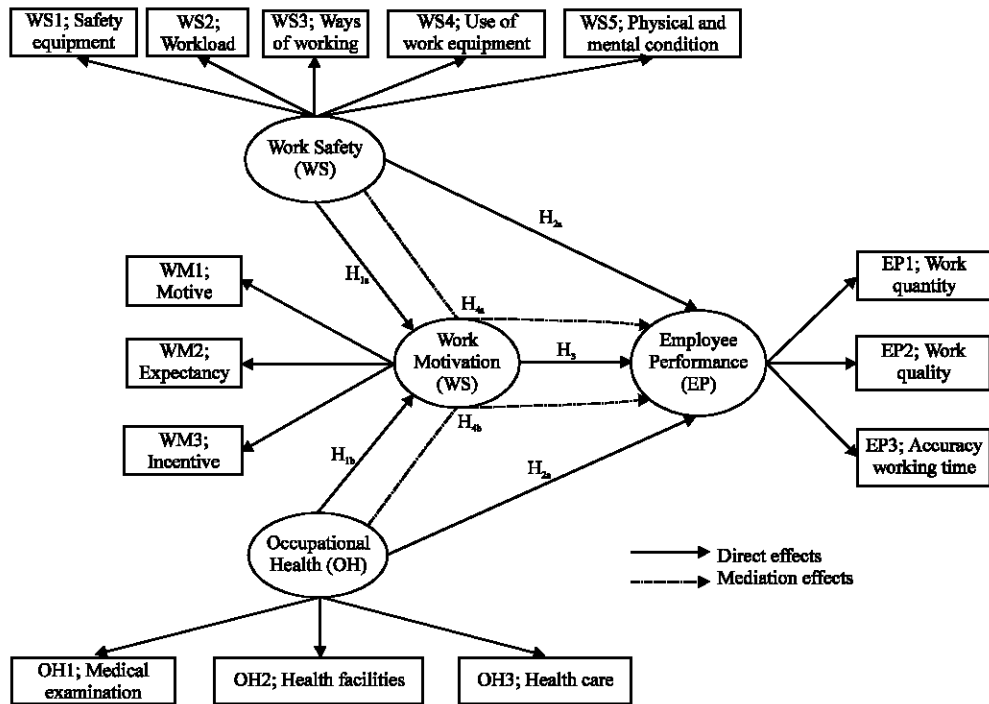 WS1; Safety
equipment
WS2;
Workload
WS3; Ways
of working
WS4; Use of
work equipment
WS5; Physical and
mental condition
Work Safety
(WS)
H2a
WM1;
Motive
H1a
EP1; Work
quantity
H4a
WM2;
Expectancy
Work
Motivation
(WS)
H3
Employee
Performance
(EP)
EP2; Work
quality
H4b
WM3;
Incentive
H1b
H2a
EP3; Accuracy
working time
Occupational
Health (OH)
Direct effects
Mediation effects
OH1; Medical
examination
OH2; Health facilities
OH3; Health care